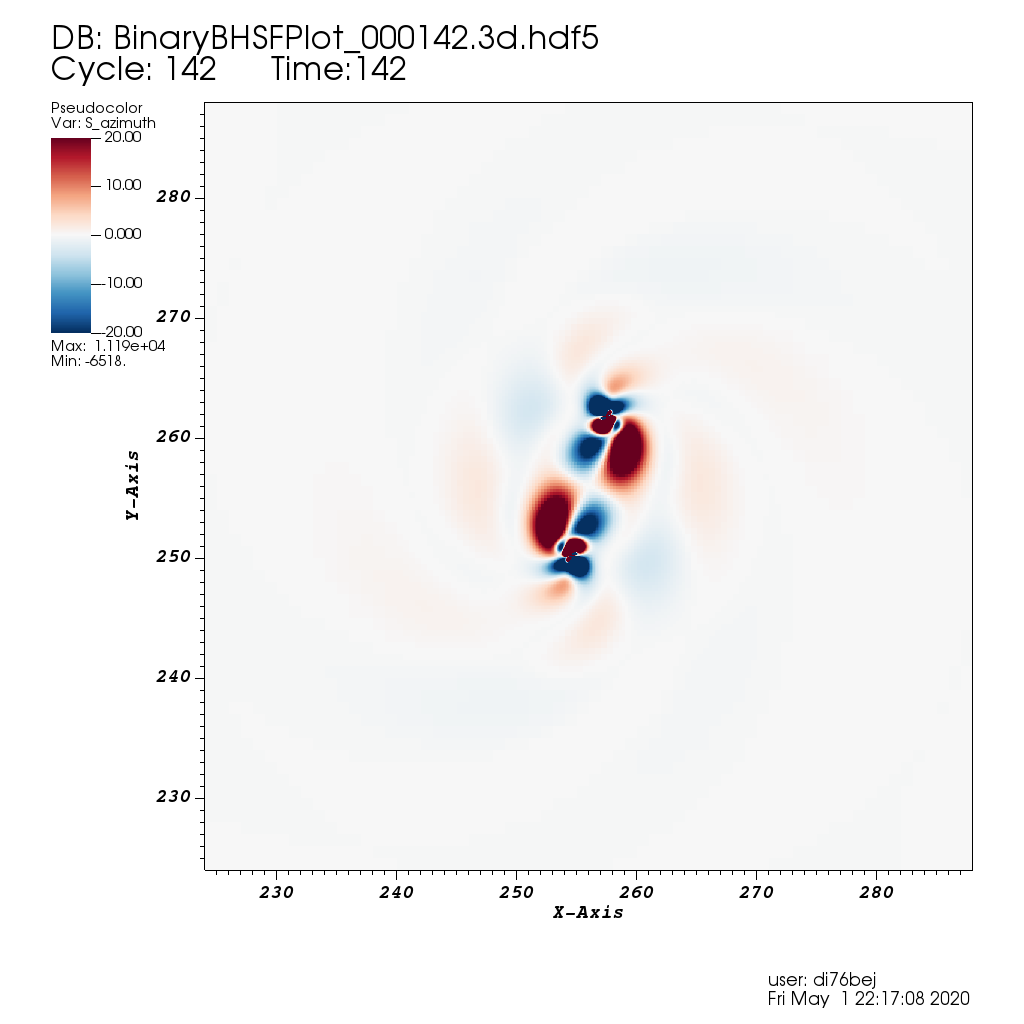 DB: BinaryBHSFPlot_000142.3d.hdf5
Cycle: 142 Time:142
Pseudocolor
Var: S_azimuth
20.00
10.00
0.000
-10.00
-20.00
Max: 1.119e+04
Min: -6518.
280
270
260
250
240
230
Y-Axis
230 240 250 260 270 280
X-Axis
user: di76bej
Fri May 1 22:17:08 2020